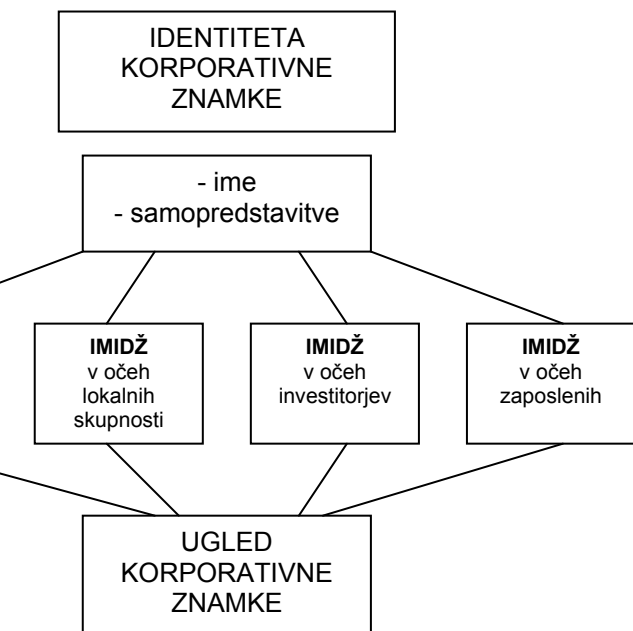 IDENTITETA
KORPORATIVNE
ZNAMKE
- ime
- samopredstavitve
IMIDŽ
v očeh
lokalnih
skupnosti
IMIDŽ
v očeh
investitorjev
IMIDŽ
v očeh
zaposlenih
UGLED
KORPORATIVNE
ZNAMKE